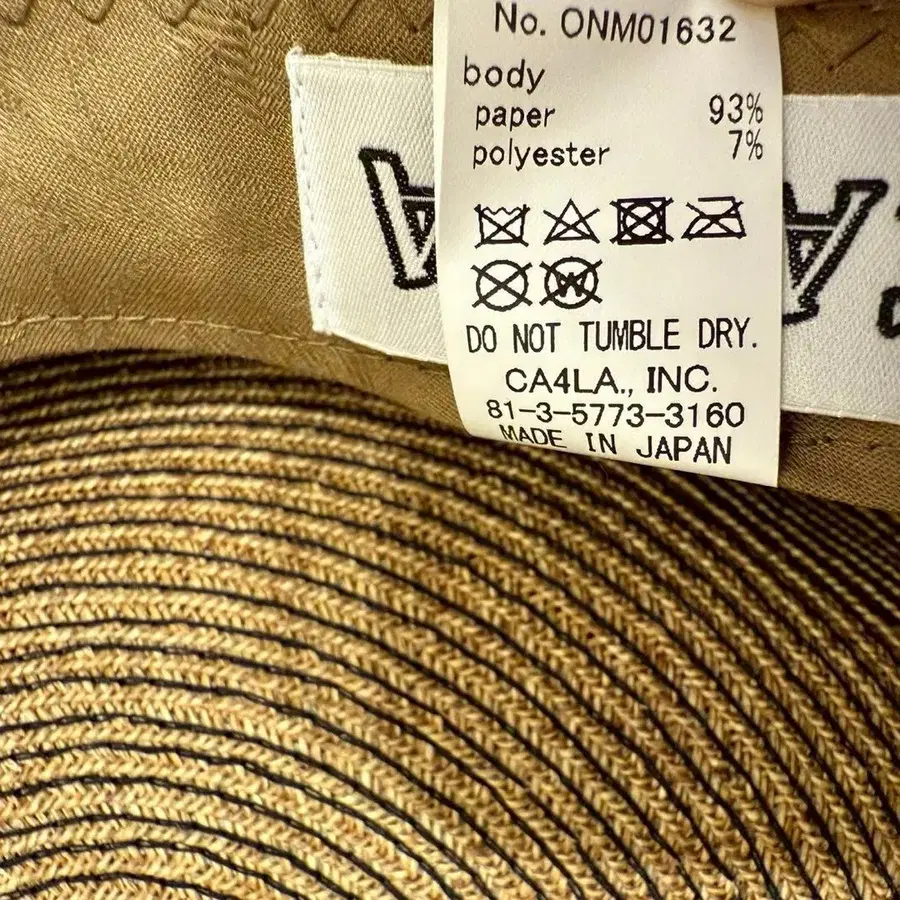 No. ONM01632
body
paper 93%
polyester 7%
W
DO NOT TUMBLE DRY.
CA4LA., INC.
81-3-5773-3160
MADE IN JAPAN